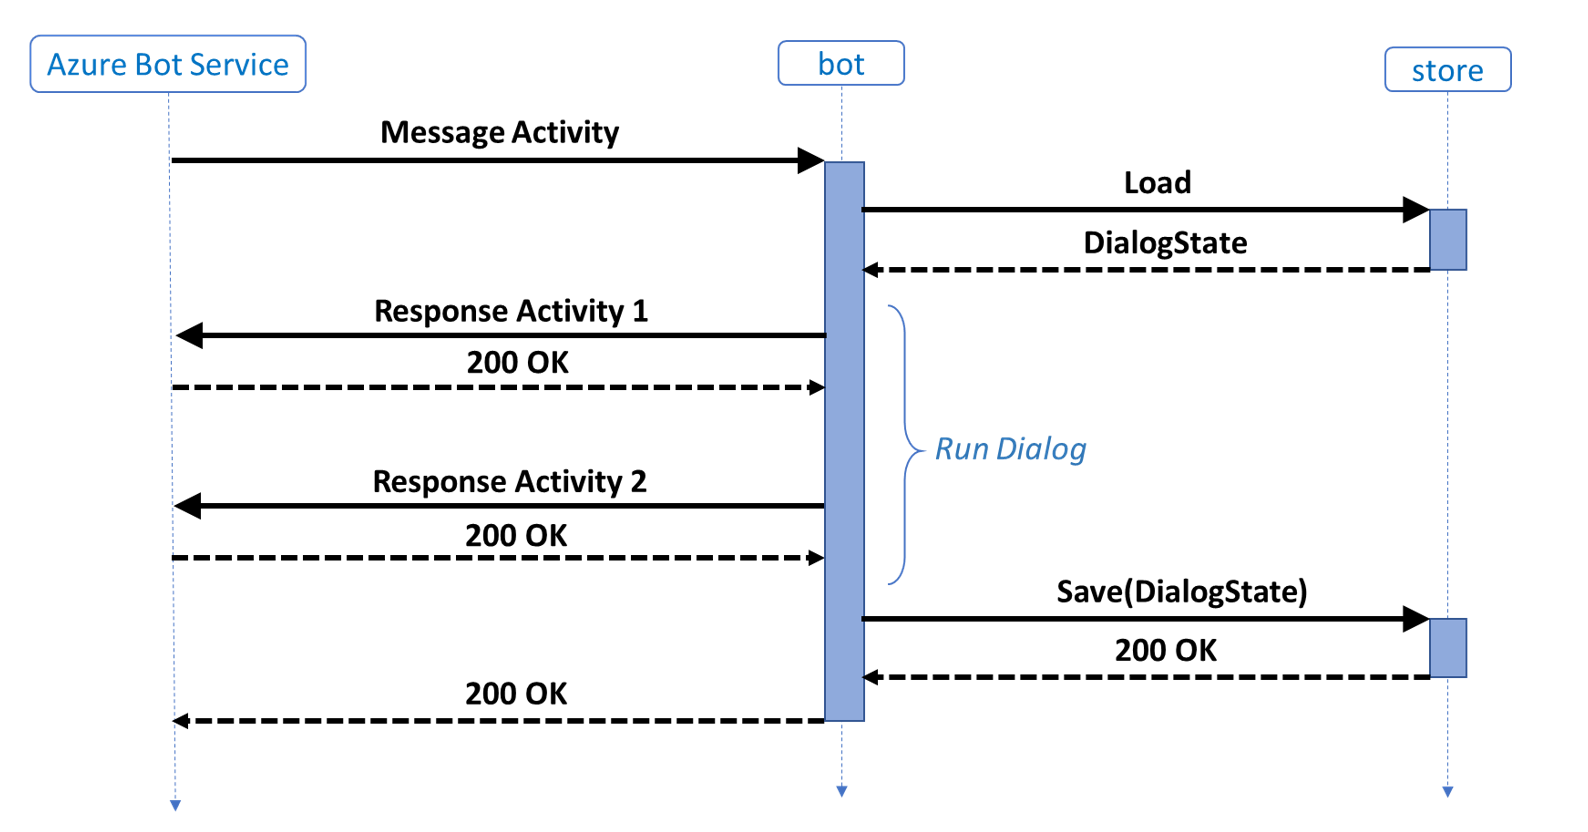 Azure Bot Service
bot
store
Message Activity
Load
DialogState
Response Activity 1
200 OK
Run Dialog
Response Activity 2
200 OK
Save(DialogState)
200 OK
200 OK